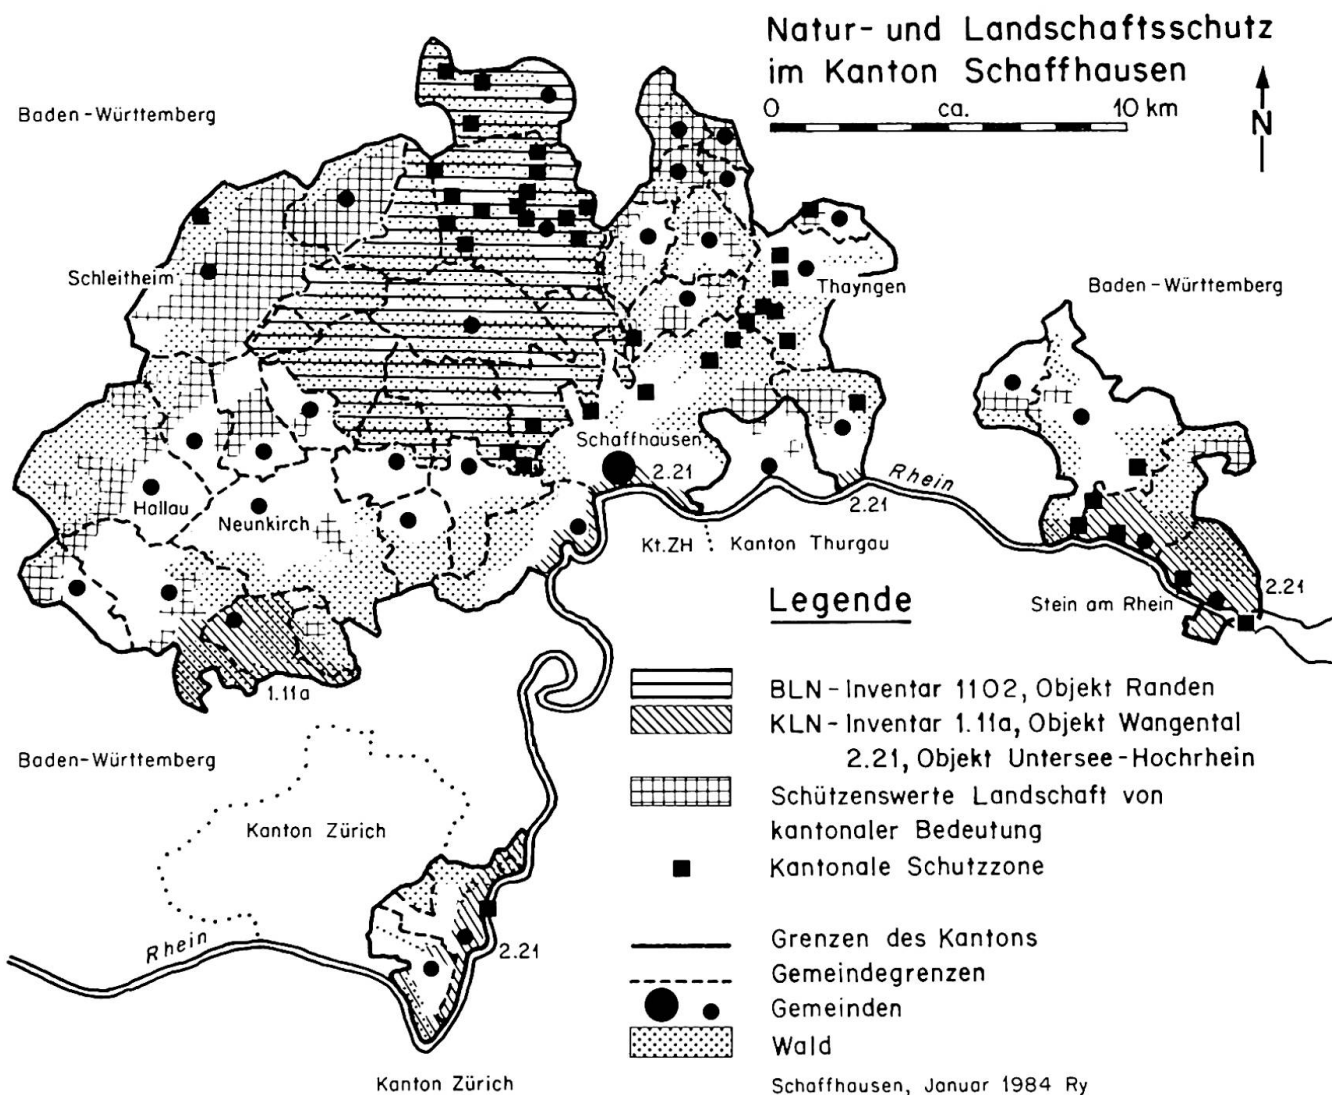 Natur- und Landschaftsschutz
im Kanton Schaffhausen
0 ca. 10 km
N
Baden-Württemberg
Schleitheim
Thayngen
Baden-Württemberg
Schaffhausen
2.21
Rhein
2.21
Hallau
Neunkirch
Kt.ZH
Kanton Thurgau
Stein am Rhein
2.21
1.11a
Baden-Württemberg
Kanton Zürich
Rhein
2.21
Kanton Zürich
Legende
BLN-Inventar 1102, Objekt Randen
KLN-Inventar 1.11a, Objekt Wangental
2.21, Objekt Untersee-Hochrhein
Schützenswerte Landschaft von
kantonaler Bedeutung
Kantonale Schutzzone
Grenzen des Kantons
Gemeindegrenzen
Gemeinden
Wald
Schaffhausen, Januar 1984 Ry